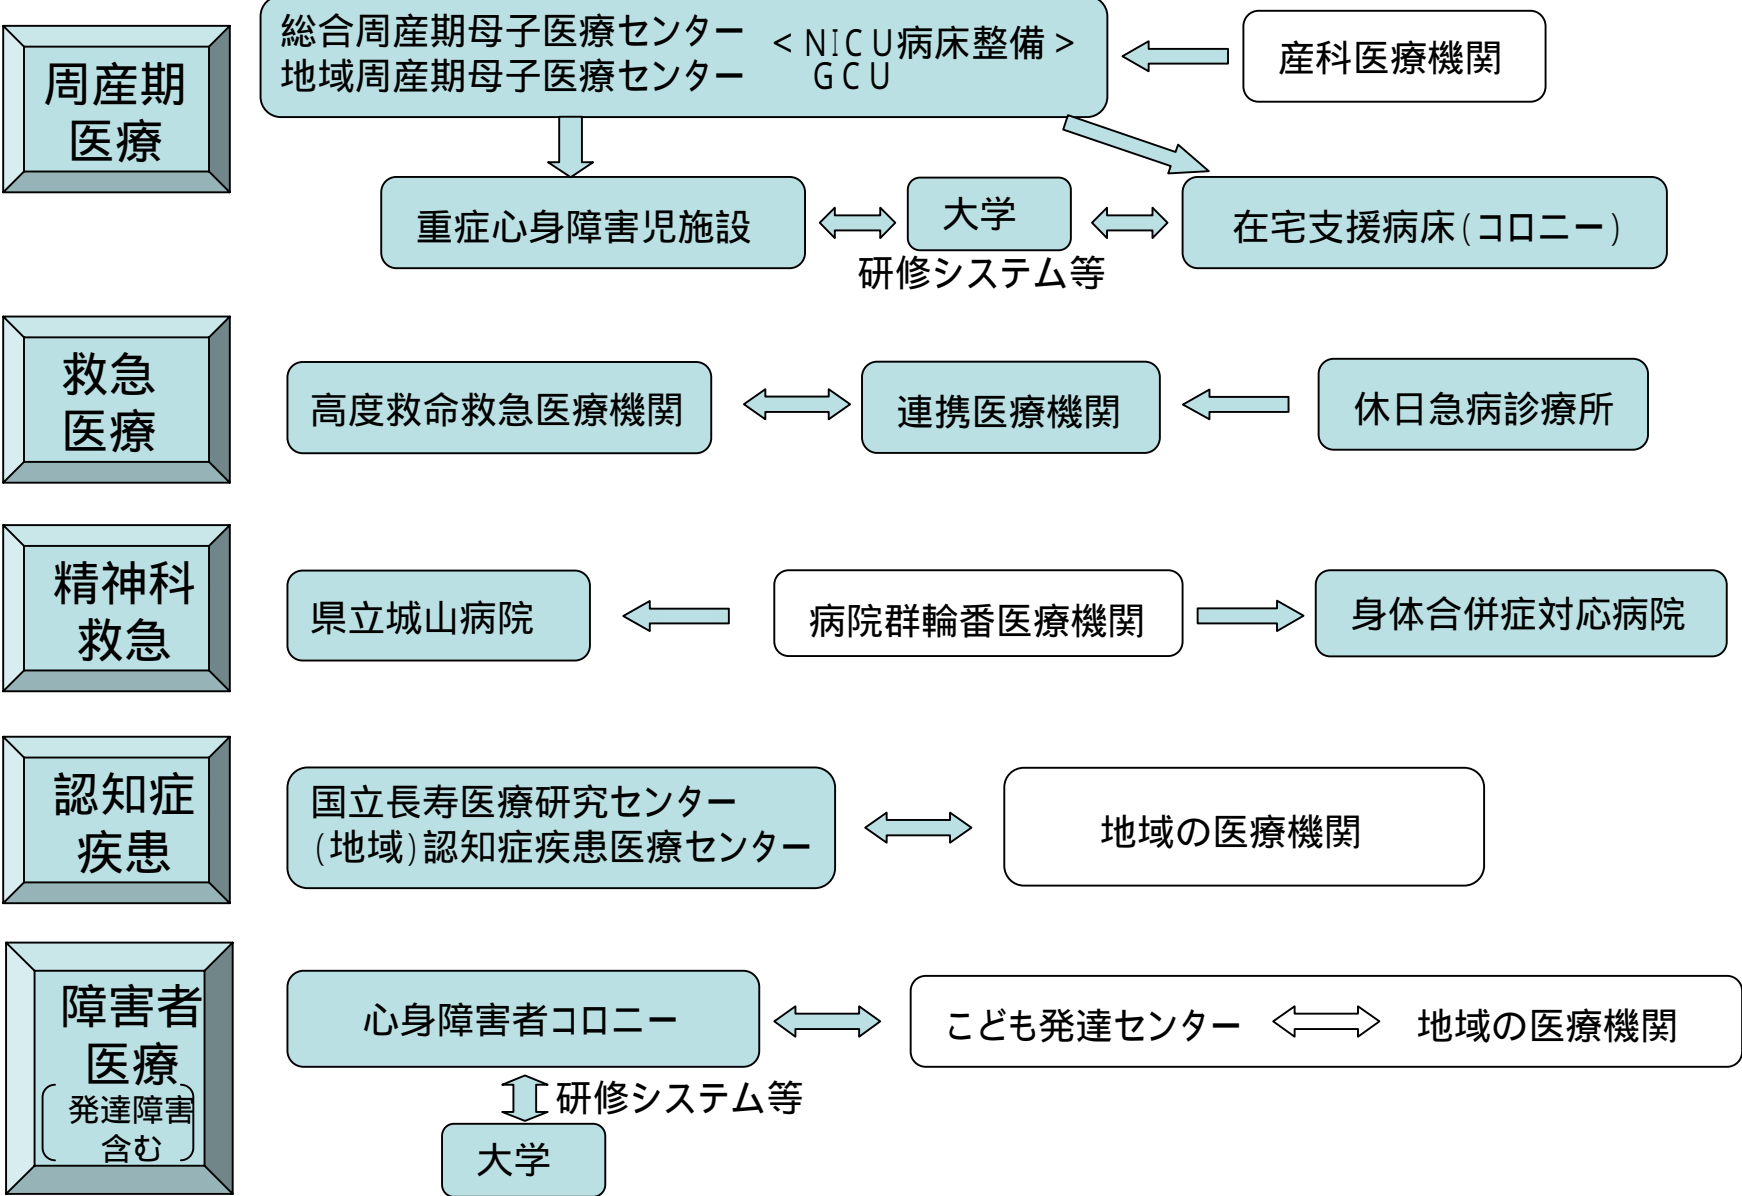 周産期
医療
総合周産期母子医療センター
地域周産期母子医療センター
<NICU病床整備>
GCU
産科医療機関
重症心身障害児施設
大学
研修システム等
在宅支援病床(コロニー)
救急
医療
高度救命救急医療機関
連携医療機関
休日急病診療所
精神科
救急
県立城山病院
病院群輪番医療機関
身体合併症対応病院
認知症
疾患
国立長寿医療研究センター
(地域)認知症疾患医療センター
地域の医療機関
障害者
医療
発達障害
含む
心身障害者コロニー
こども発達センター
地域の医療機関
研修システム等
大学